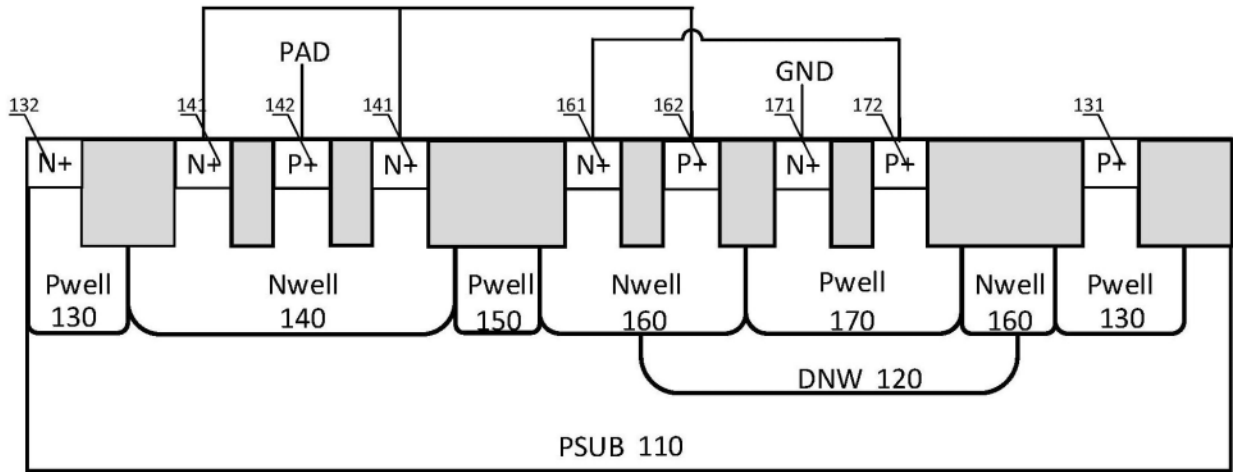 PAD
GND
132
141
142
141
161
162
171
172
131
N+
N+
P+
N+
N+
P+
N+
P+
P+
Pwell
130
Nwell
140
Pwell
150
Nwell
160
Pwell
170
Nwell
160
Pwell
130
DNW 120
PSUB 110